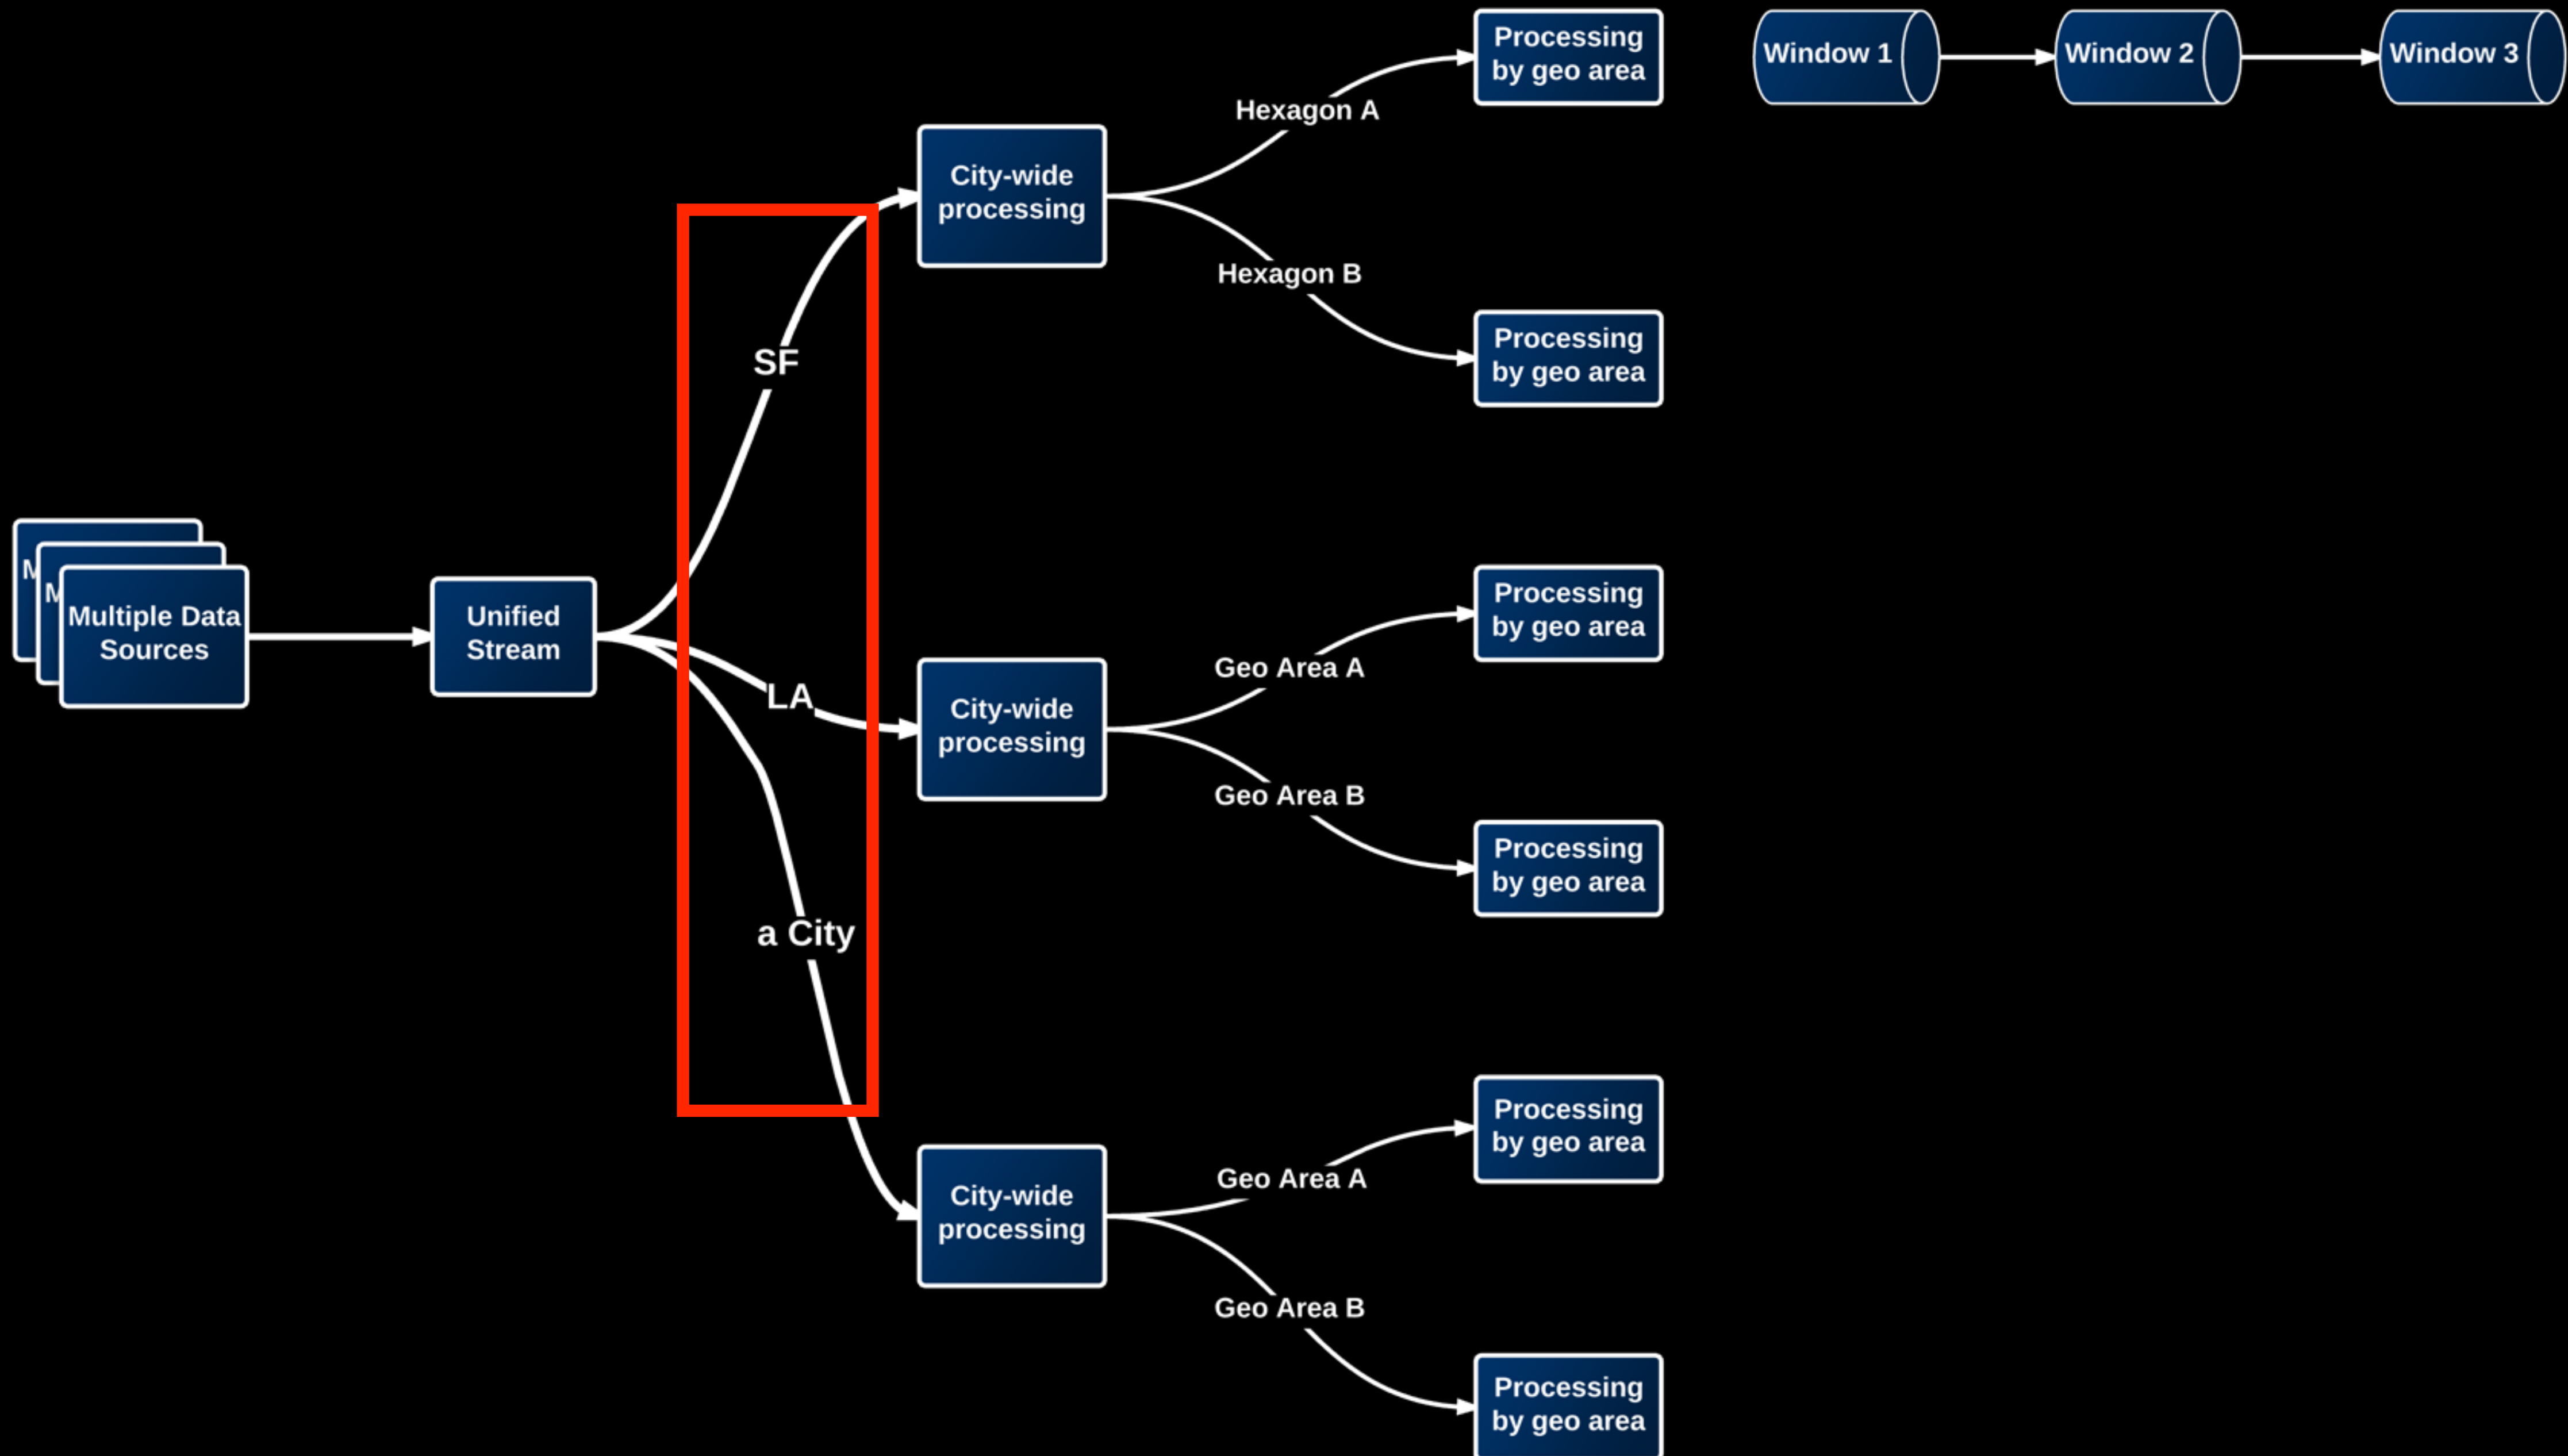 Processing
by geo area
Window 1
Window 2
Window 3
Hexagon A
City-wide
processing
Hexagon B
Processing
by geo area
SF
M
M
Multiple Data
Sources
Unified
Stream
LA
City-wide
processing
Geo Area A
Processing
by geo area
Geo Area B
Processing
by geo area
a City
City-wide
processing
Geo Area A
Processing
by geo area
Geo Area B
Processing
by geo area